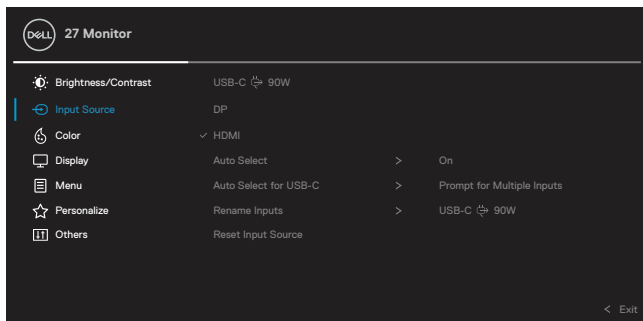 DELL 27 Monitor
Brightness/Contrast USB-C 90W
Input Source DP
Color ✓ HDMI
Display Auto Select > On
Menu Auto Select for USB-C > Prompt for Multiple Inputs
Personalize Rename Inputs > USB-C 90W
Others Reset Input Source
< Exit